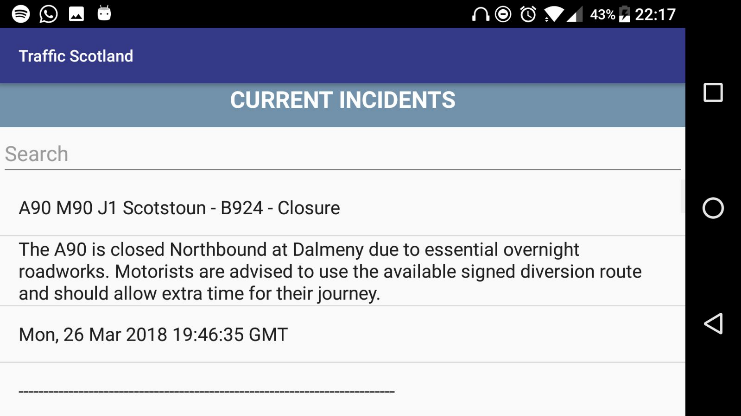 43% 22:17
Traffic Scotland
CURRENT INCIDENTS
Search
A90 M90 J1 Scotstoun - B924 - Closure
The A90 is closed Northbound at Dalmeny due to essential overnight
roadworks. Motorists are advised to use the available signed diversion route
and should allow extra time for their journey.
Mon, 26 Mar 2018 19:46:35 GMT
------------------------------------------------------------------------------